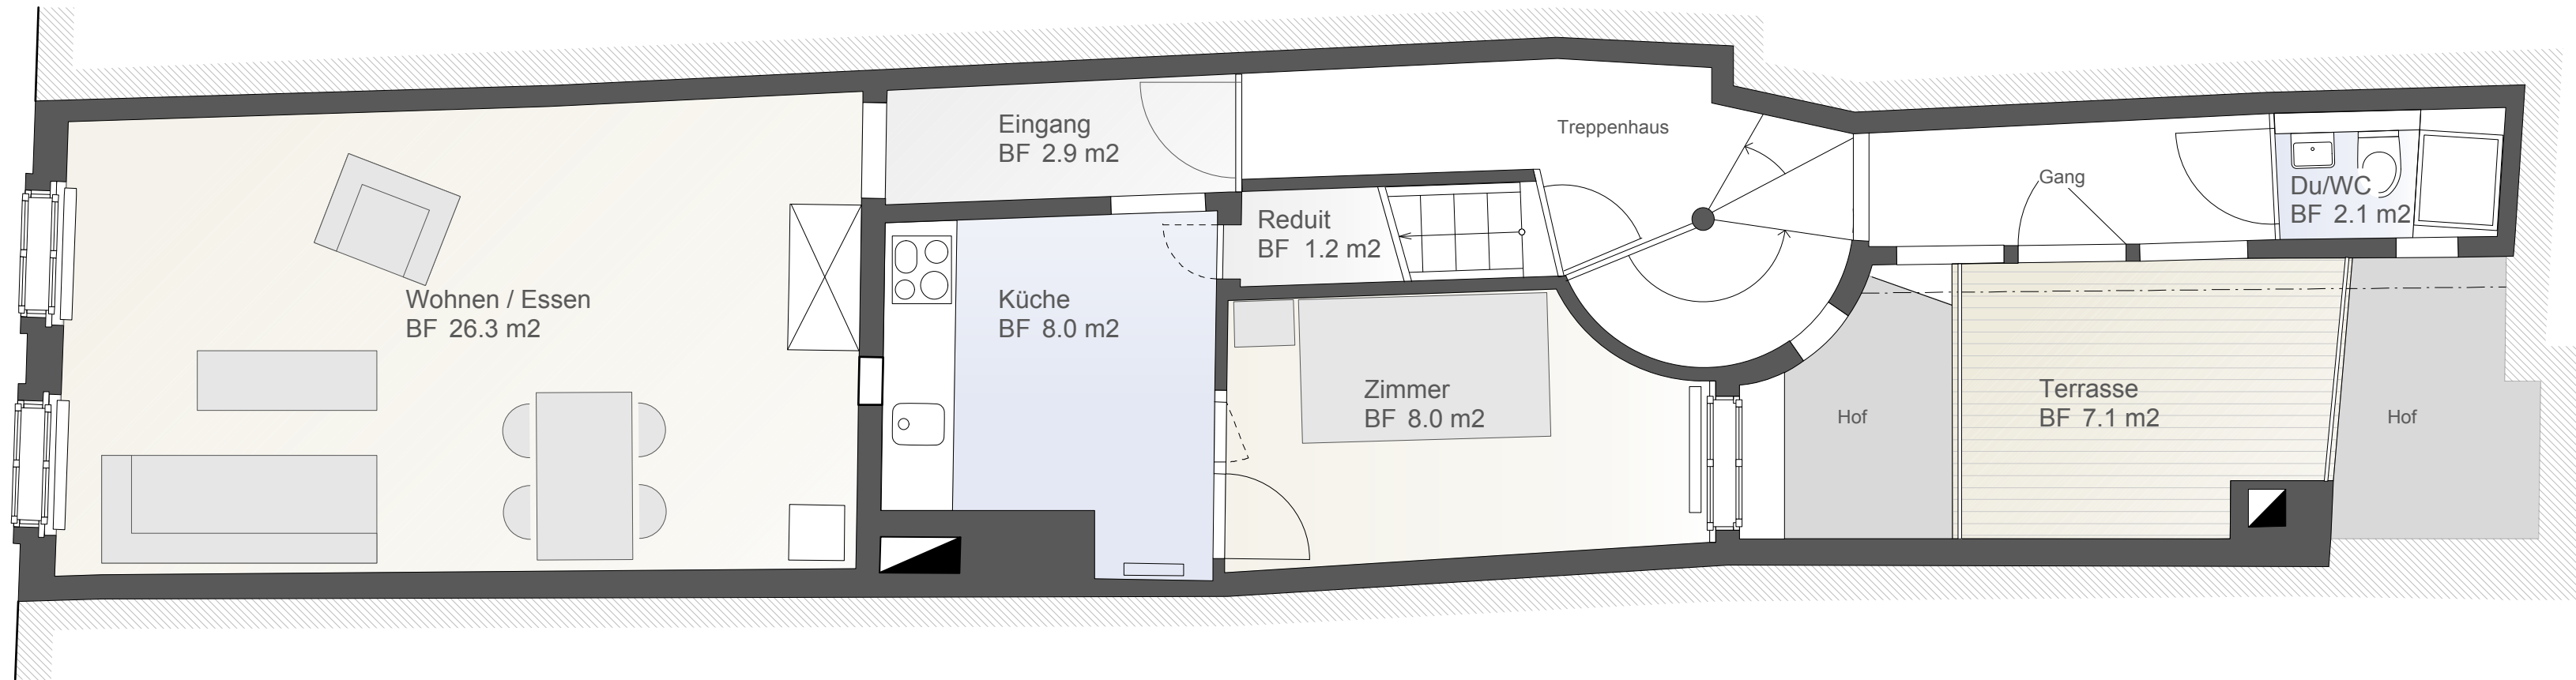 Eingang
BF 2.9 m2
Treppenhaus
Gang
Du/WC
BF 2.1 m2
Reduit
BF 1.2 m2
Wohnen / Essen
BF 26.3 m2
Küche
BF 8.0 m2
Zimmer
BF 8.0 m2
Hof
Terrasse
BF 7.1 m2
Hof